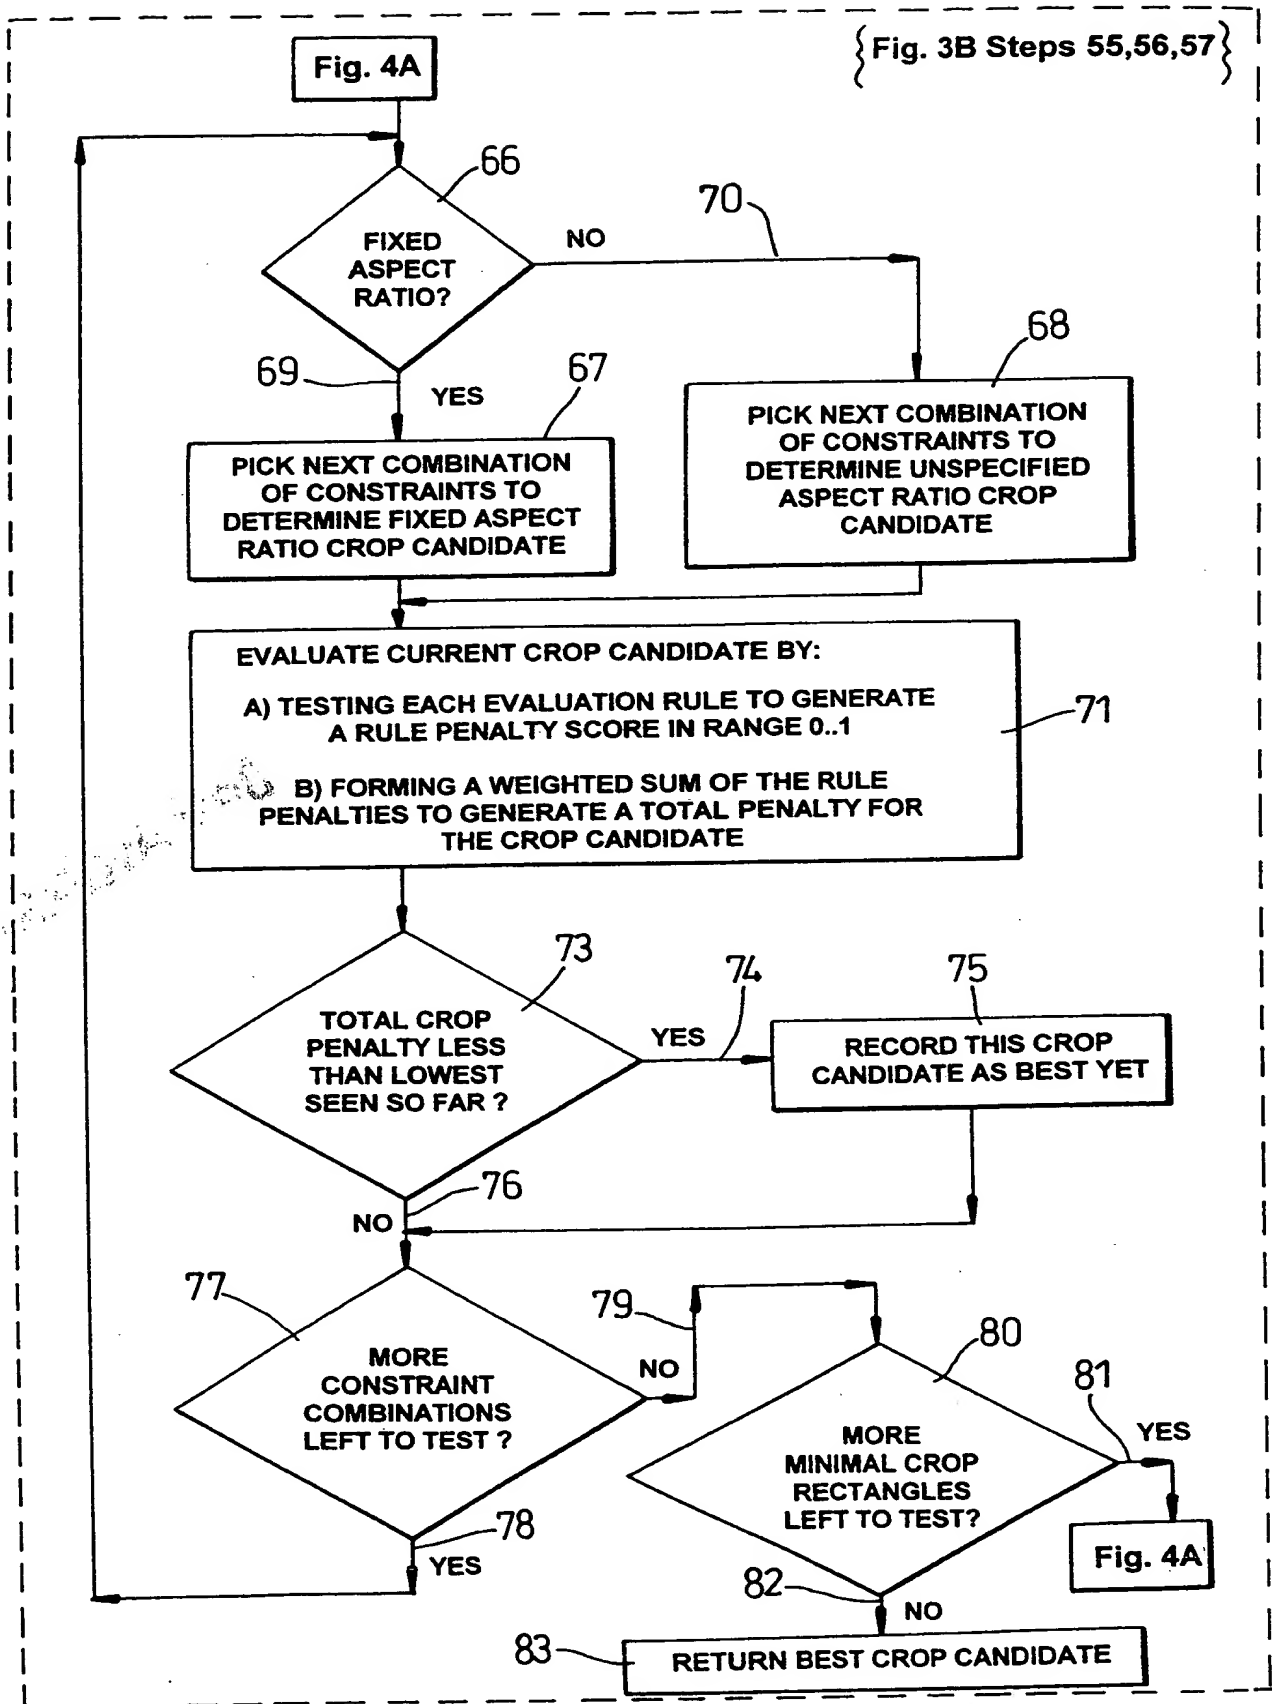 {Fig. 3B Steps 55,56,57}
Fig. 4A
66
FIXED
ASPECT
RATIO?
NO
70
69
YES
67
68
PICK NEXT COMBINATION
OF CONSTRAINTS TO
DETERMINE FIXED ASPECT
RATIO CROP CANDIDATE
PICK NEXT COMBINATION
OF CONSTRAINTS TO
DETERMINE UNSPECIFIED
ASPECT RATIO CROP
CANDIDATE
EVALUATE CURRENT CROP CANDIDATE BY:
A) TESTING EACH EVALUATION RULE TO GENERATE
A RULE PENALTY SCORE IN RANGE 0..1
B) FORMING A WEIGHTED SUM OF THE RULE
PENALTIES TO GENERATE A TOTAL PENALTY FOR
THE CROP CANDIDATE
71
73
TOTAL CROP
PENALTY LESS
THAN LOWEST
SEEN SO FAR ?
YES
74
75
RECORD THIS CROP
CANDIDATE AS BEST YET
76
NO
77
MORE
CONSTRAINT
COMBINATIONS
LEFT TO TEST ?
NO
79
78
YES
80
MORE
MINIMAL CROP
RECTANGLES
LEFT TO TEST?
81
YES
Fig. 4A
82
NO
83
RETURN BEST CROP CANDIDATE